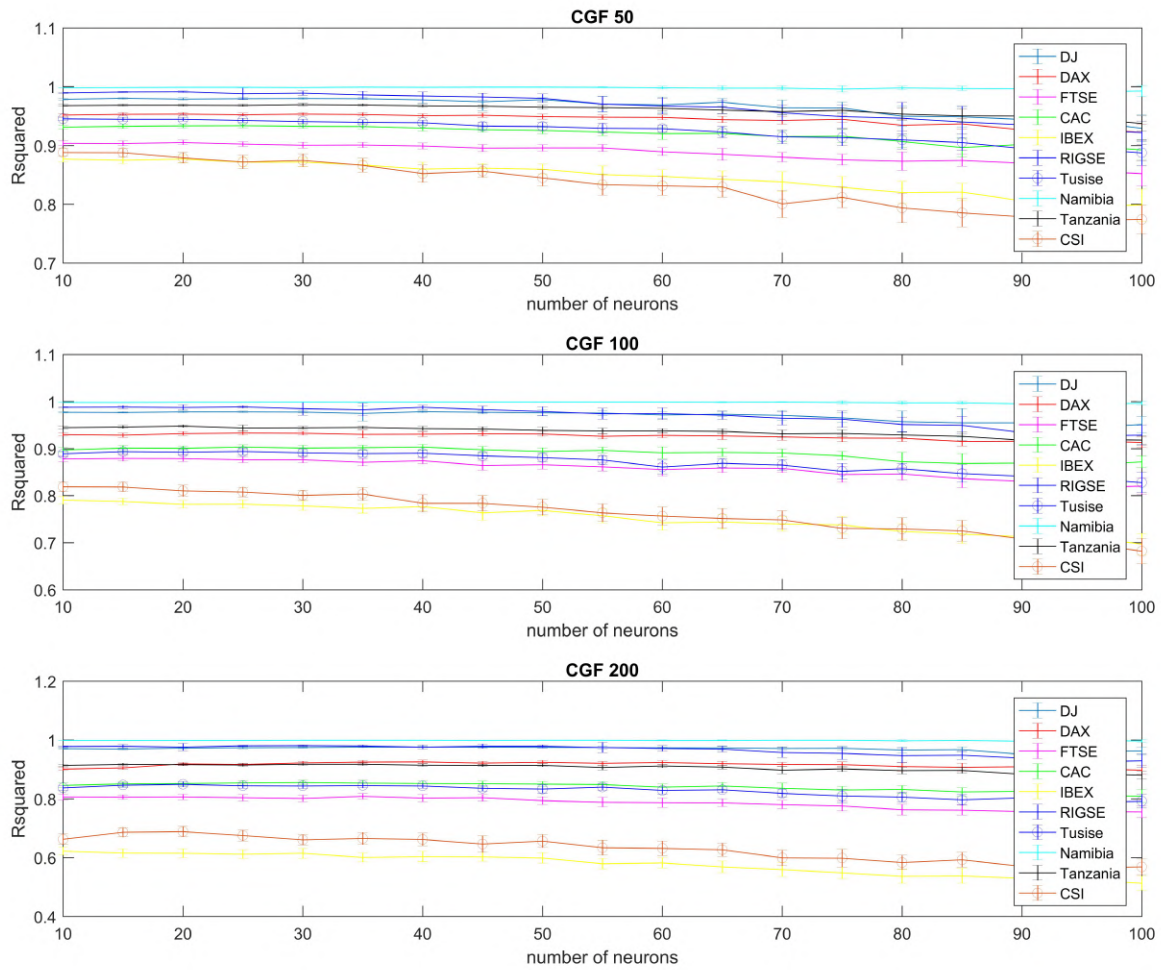 CGF 50
1.1
1
0.9
0.8
0.7
Rsquared
10 20 30 40 50 60 70 80 90 100
number of neurons
DJ
DAX
FTSE
CAC
IBEX
RIGSE
Tusise
Namibia
Tanzania
CSI
CGF 100
1.1
1
0.9
0.8
0.7
0.6
Rsquared
10 20 30 40 50 60 70 80 90 100
number of neurons
DJ
DAX
FTSE
CAC
IBEX
RIGSE
Tusise
Namibia
Tanzania
CSI
CGF 200
1.2
1
0.8
0.6
0.4
Rsquared
10 20 30 40 50 60 70 80 90 100
number of neurons
DJ
DAX
FTSE
CAC
IBEX
RIGSE
Tusise
Namibia
Tanzania
CSI